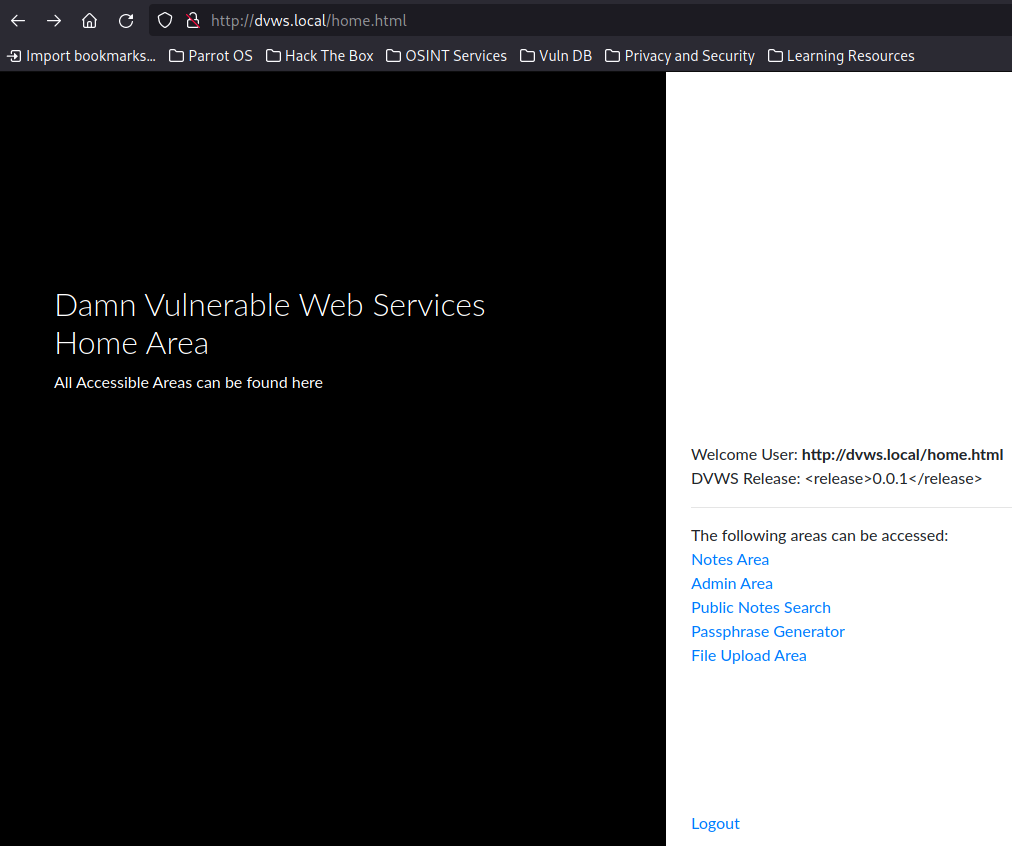 http://dvws.local/home.html
Import bookmarks... Parrot OS Hack The Box OSINT Services Vuln DB Privacy and Security Learning Resources
Damn Vulnerable Web Services
Home Area
All Accessible Areas can be found here
Welcome User: http://dvws.local/home.html
DVWS Release: <release>0.0.1</release>
The following areas can be accessed:
Notes Area
Admin Area
Public Notes Search
Passphrase Generator
File Upload Area
Logout